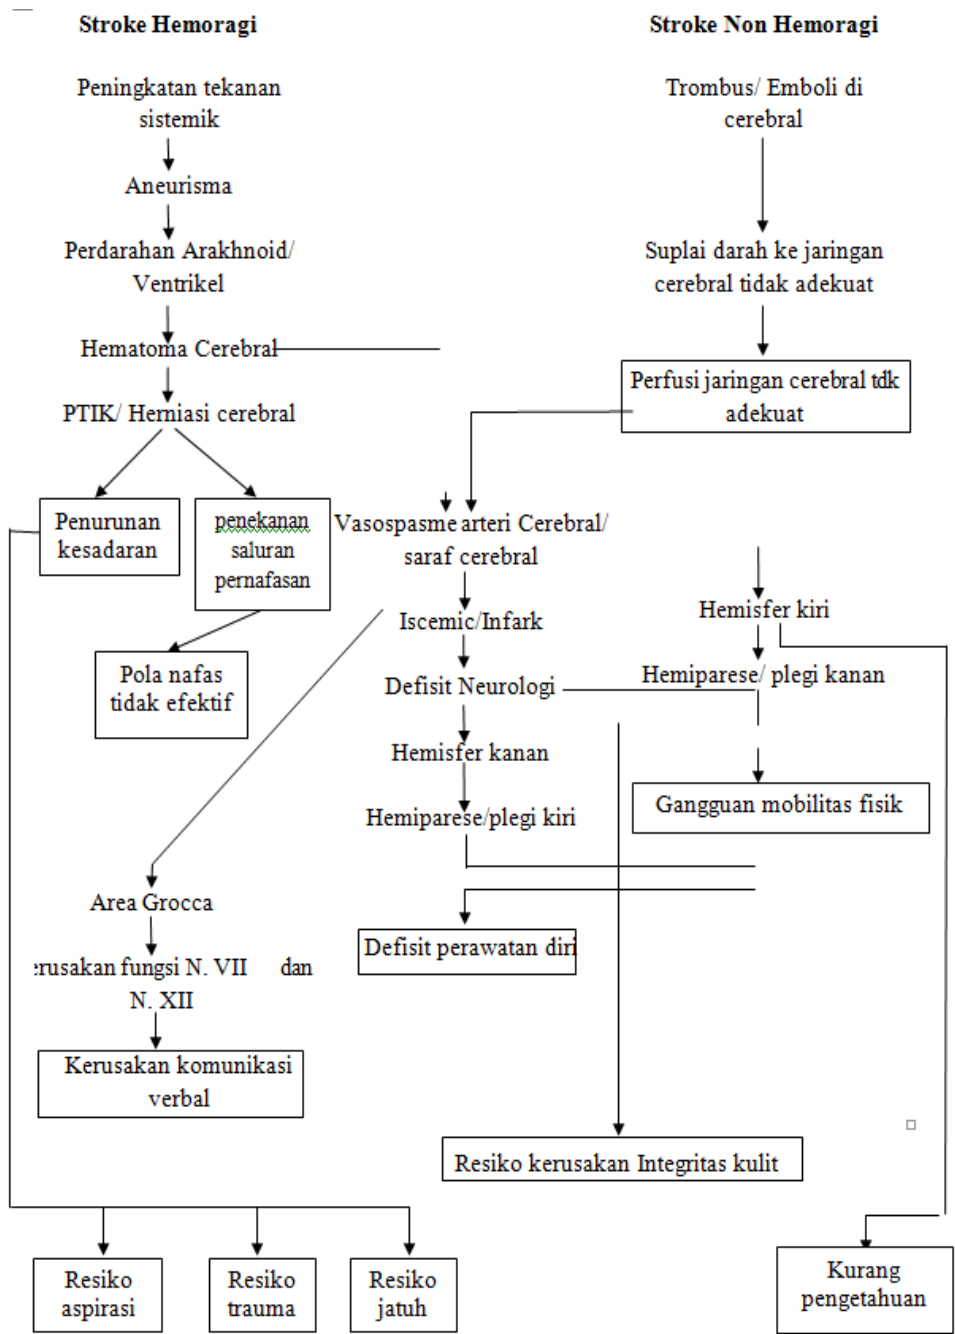 Stroke Hemoragi
Stroke Non Hemoragi
Peningkatan tekanan
sistemik
Trombus/ Emboli di
cerebral
Aneurisma
Perdarahan Arakhnoid/
Ventrikel
Suplai darah ke jaringan
cerebral tidak adekuat
Hematoma Cerebral
Perfusi jaringan cerebral tdk
adekuat
PTIK/ Herniasi cerebral
Penurunan
kesadaran
penekanan
saluran
pernafasan
Vasospasme arteri Cerebral/
saraf cerebral
Iscemic/Infark
Hemisfer kiri
Pola nafas
tidak efektif
Defisit Neurologi
Hemiparese/ plegi kanan
Hemisfer kanan
Gangguan mobilitas fisik
Hemiparese/plegi kiri
Area Grocca
Defisit perawatan diri
erusakan fungsi N. VII dan
N. XII
Kerusakan komunikasi
verbal
Resiko kerusakan Integritas kulit
Resiko
aspirasi
Resiko
trauma
Resiko
jatuh
Kurang
pengetahuan